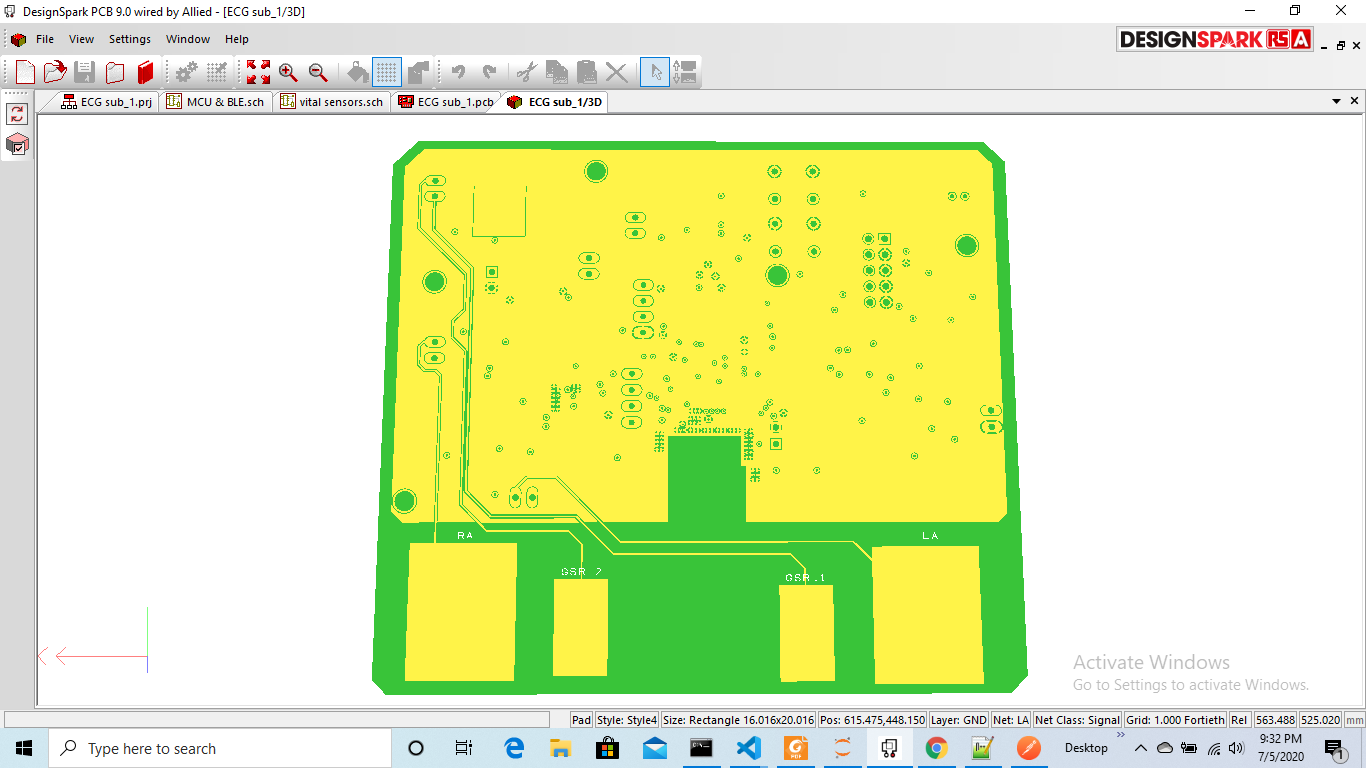 DesignSpark PCB 9.0 wired by Allied - [ECG sub_1/3D]
File View Settings Window Help
DESIGNSPARK RS A
ECG sub_1.prj MCU & BLE.sch vital sensors.sch ECG sub_1.pcb ECG sub_1/3D
RA
LA
GSR.2
GSR.1
Activate Windows
Go to Settings to activate Windows.
Pad Style: Style4 Size: Rectangle 16.016x20.016 Pos: 615.475,448.150 Layer: GND Net: LA Net Class: Signal Grid: 1.000 Fortieth Rel 563.488 525.020 mm
Type here to search
Desktop
9:32 PM
7/5/2020
1